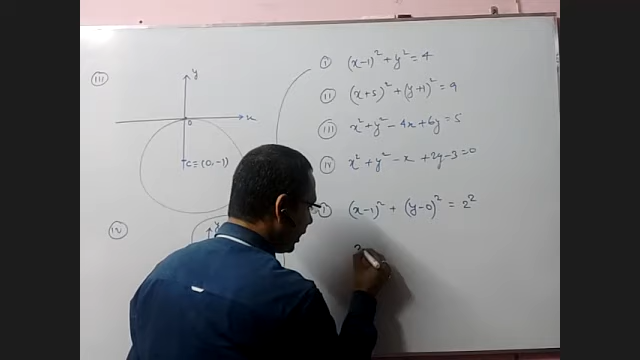 (III)
y
0
x
C≡(0,-1)
(IV)
y
(I) (x-1)² + y² = 4
(II) (x+5)² + (y+1)² = 9
(III) x² + y² - 4x + 6y = 5
(IV) x² + y² - x + 2y - 3 = 0
(x-1)² + (y-0)² = 2²